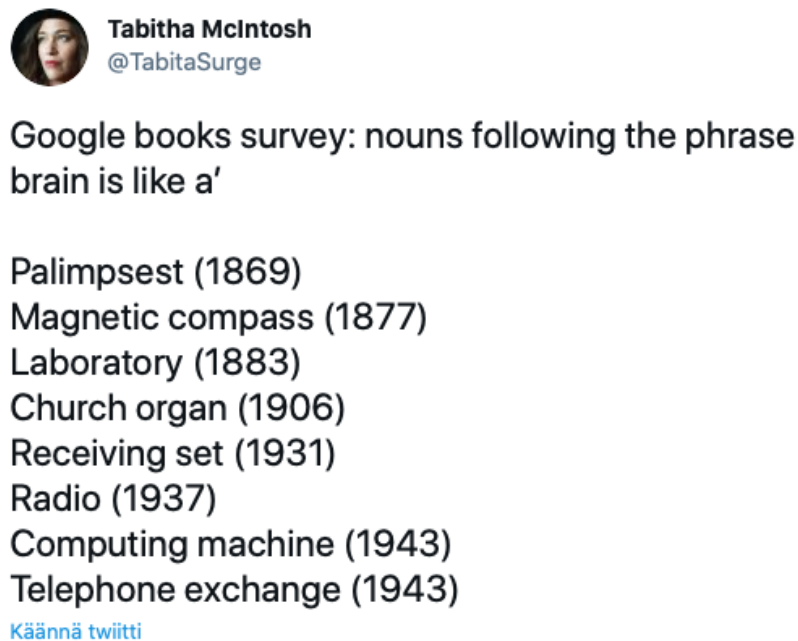 Tabitha McIntosh
@TabitaSurge
Google books survey: nouns following the phrase
brain is like a’
Palimpsest (1869)
Magnetic compass (1877)
Laboratory (1883)
Church organ (1906)
Receiving set (1931)
Radio (1937)
Computing machine (1943)
Telephone exchange (1943)
Käännä twiitti